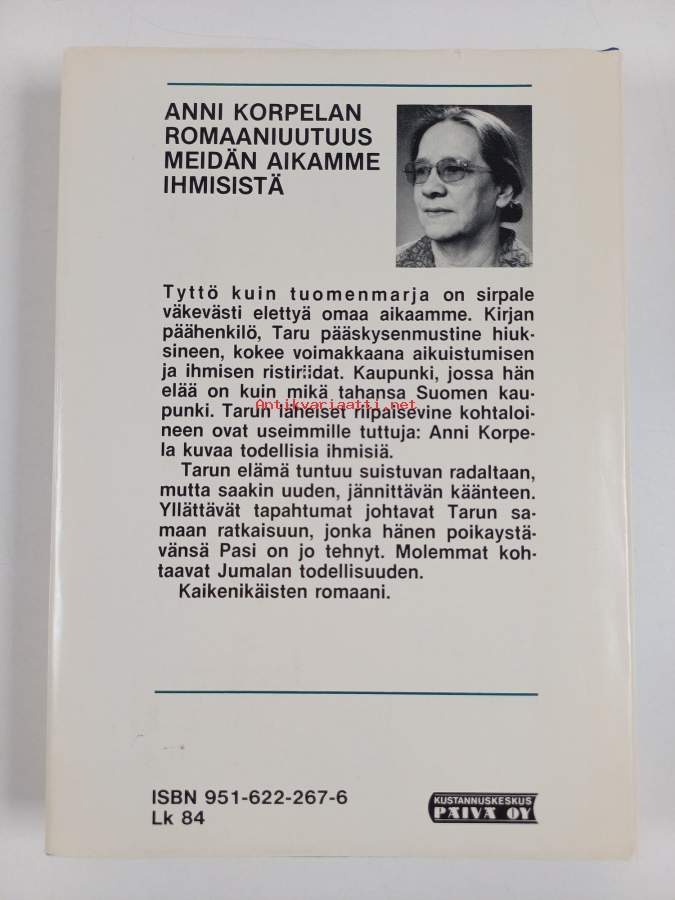 ANNI KORPELAN
ROMAANIUUTUUS
MEIDÄN AIKAMME
IHMISISTÄ
Tyttö kuin tuomenmarja on sirpale
väkevästi elettyä omaa aikaamme. Kirjan
päähenkilö, Taru pääskysenmustine hiuk-
sineen, kokee voimakkaana aikuistumisen
ja ihmisen ristiriidat. Kaupunki, jossa hän
elää on kuin mikä tahansa Suomen kau-
punki. Tarun läheiset riipaisevine kohtaloi-
Antikvariaatti.net
neen ovat useimmille tuttuja: Anni Korpe-
la kuvaa todellisia ihmisiä.
Tarun elämä tuntuu suistuvan radaltaan,
mutta saakin uuden, jännittävän käänteen.
Yllättävät tapahtumat johtavat Tarun sa-
maan ratkaisuun, jonka hänen poikaystä-
vänsä Pasi on jo tehnyt. Molemmat koh-
taavat Jumalan todellisuuden.
Kaikenikäisten romaani.
ISBN 951-622-267-6
Lk 84
KUSTANNUSKESKUS
PÄIVÄ OY